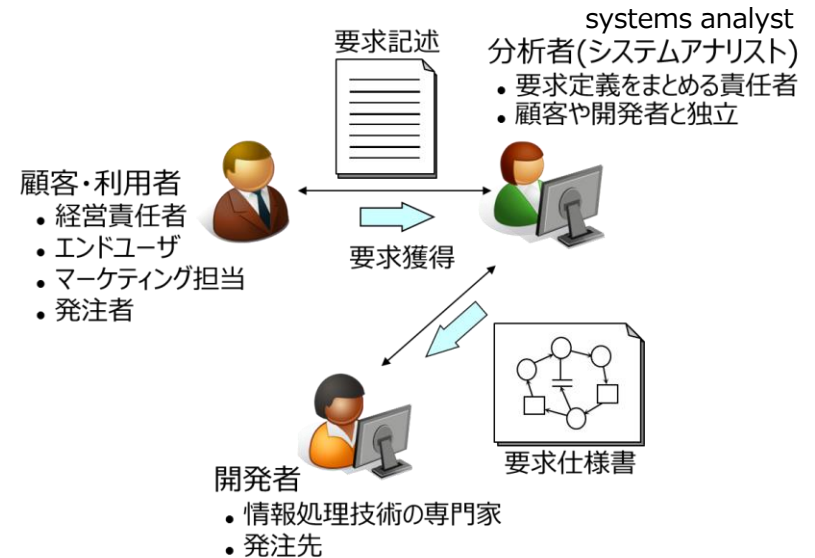 systems analyst
分析者(システムアナリスト)
• 要求定義をまとめる責任者
• 顧客や開発者と独立
要求記述
顧客・利用者
• 経営責任者
• エンドユーザ
• マーケティング担当
• 発注者
要求獲得
要求仕様書
開発者
• 情報処理技術の専門家
• 発注先